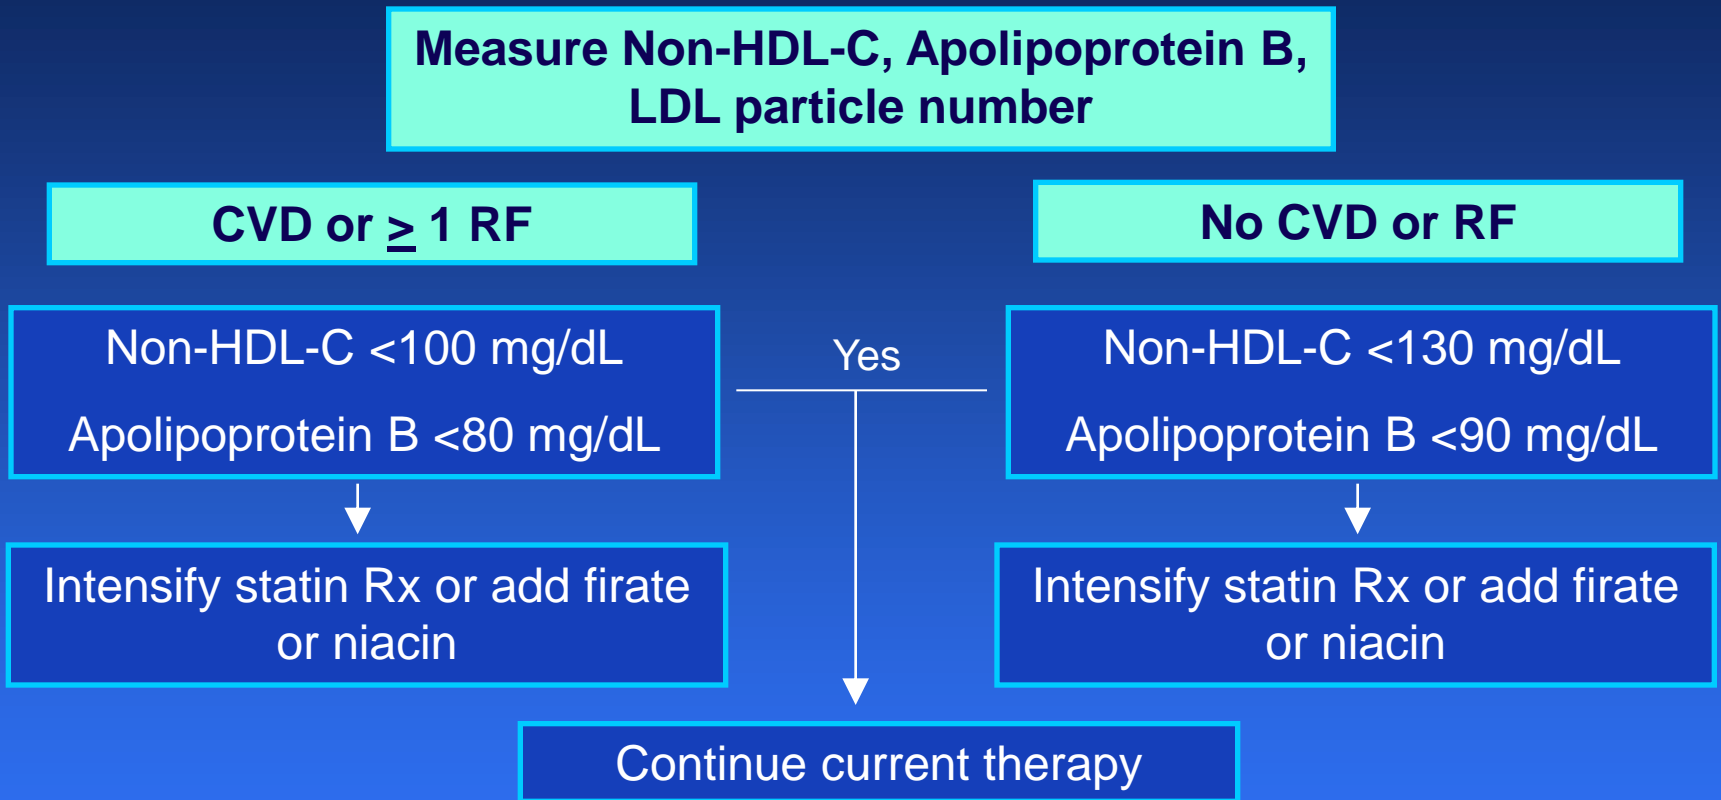 Measure Non-HDL-C, Apolipoprotein B,
LDL particle number
CVD or ≥ 1 RF
No CVD or RF
Non-HDL-C <100 mg/dL
Apolipoprotein B <80 mg/dL
Yes
Non-HDL-C <130 mg/dL
Apolipoprotein B <90 mg/dL
Intensify statin Rx or add firate
or niacin
Intensify statin Rx or add firate
or niacin
Continue current therapy